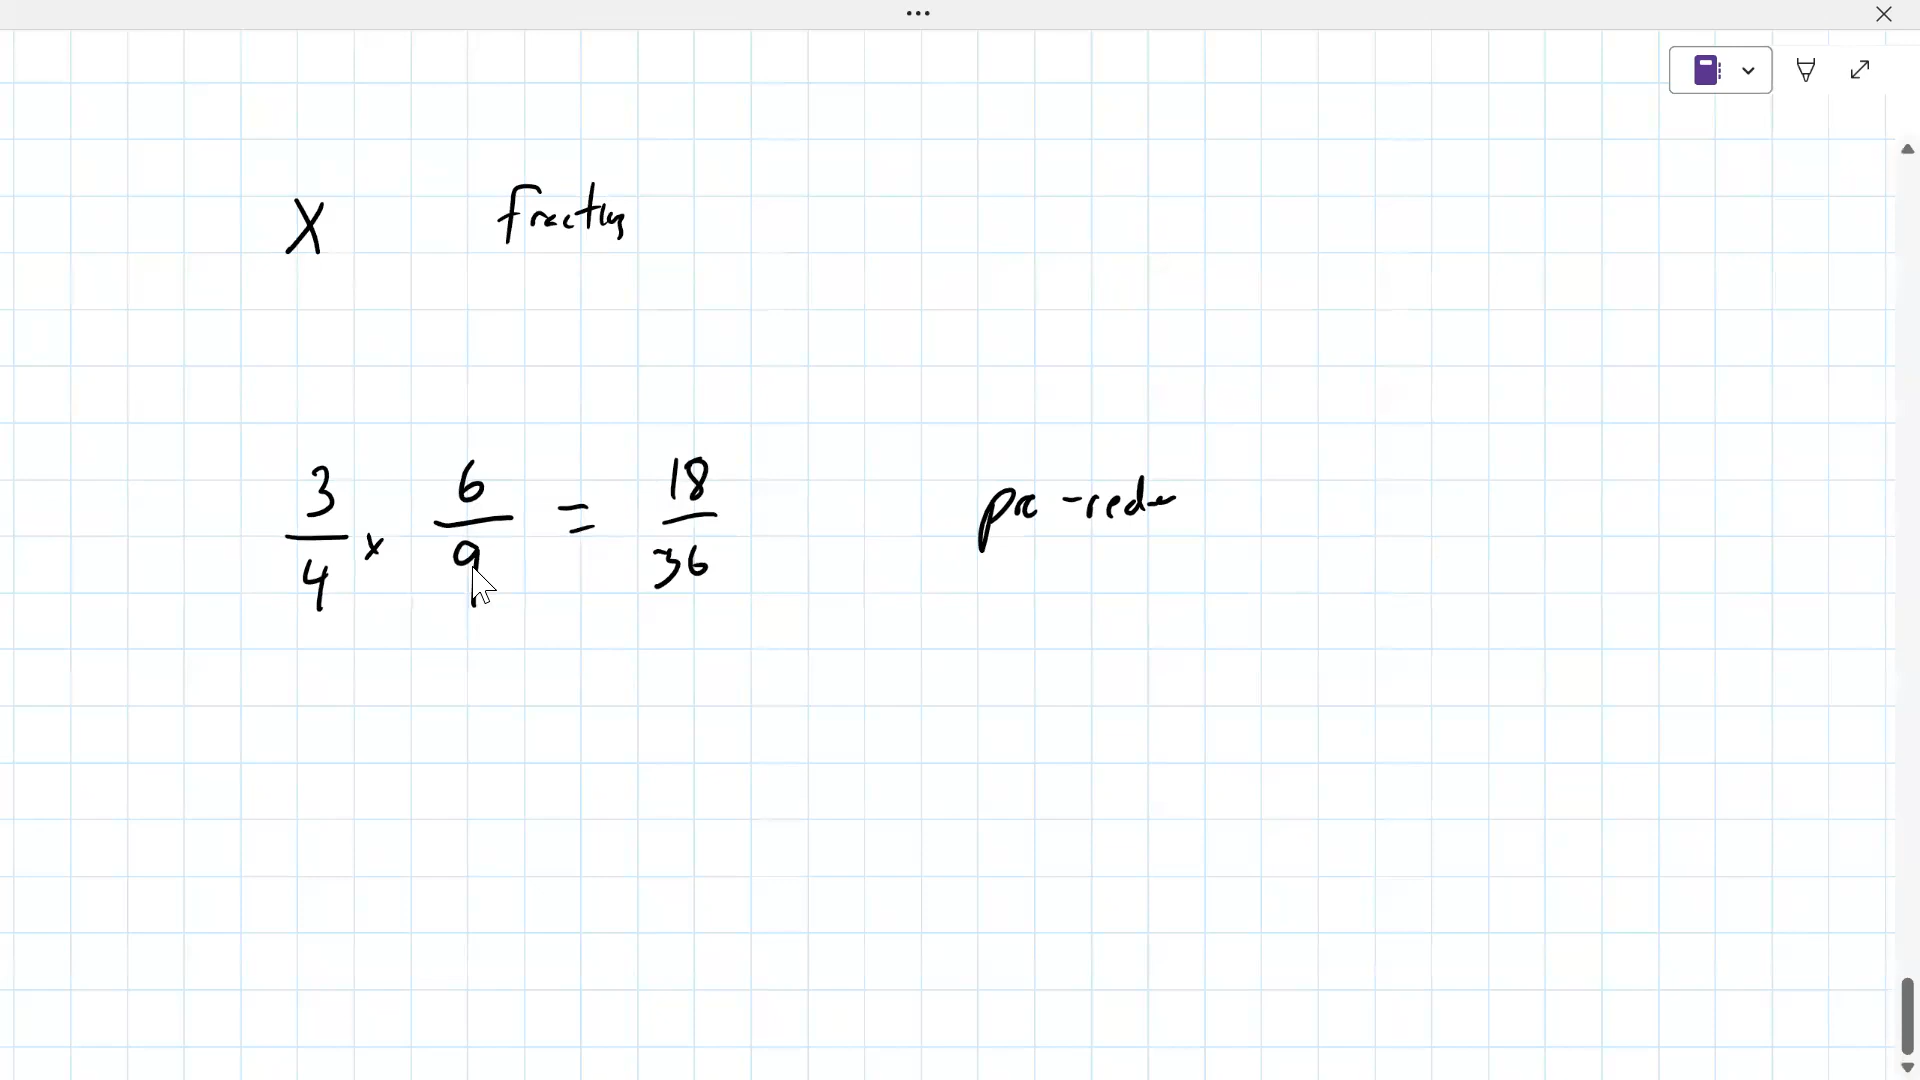 X fractions
3/4 x 6/9 = 18/36 pre-reduce